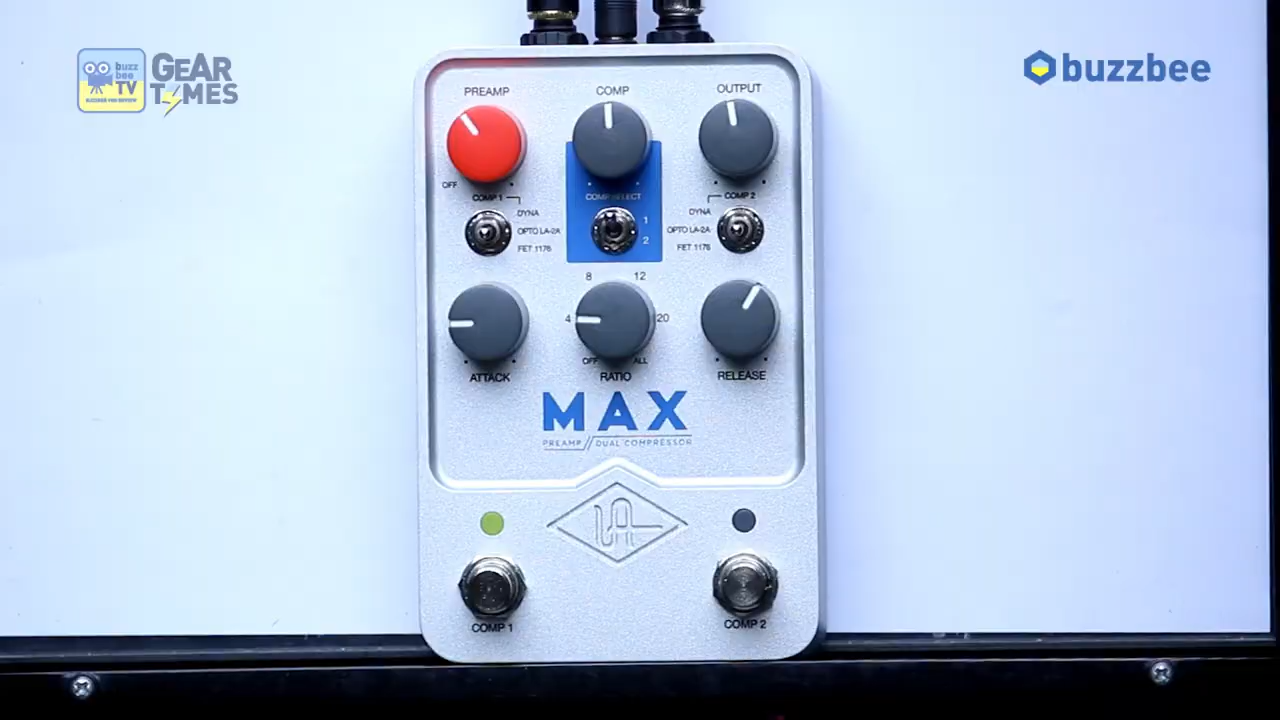 buzz
bee
TV
GEAR
TIMES
buzzbee
PREAMP
COMP
OUTPUT
OFF
COMP 1
DYNA
OPTO LA-2A
FET 1176
COMP SELECT
1
2
COMP 2
DYNA
OPTO LA-2A
FET 1176
8
12
4
20
OFF
ALL
ATTACK
RATIO
RELEASE
MAX
PREAMP / DUAL COMPRESSOR
UA
COMP 1
COMP 2